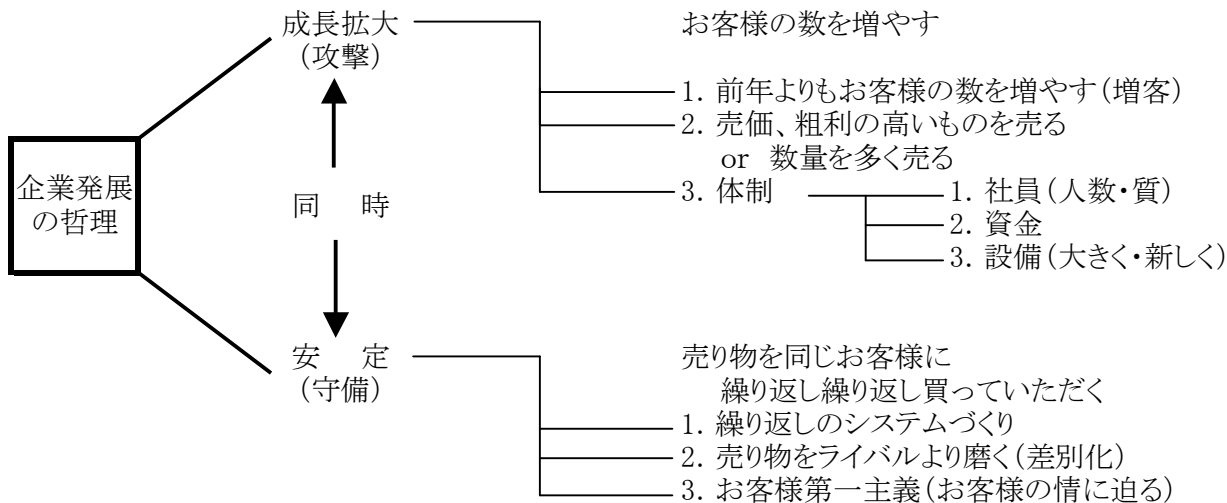 企業発展
の哲理
成長拡大
(攻撃)
同 時
安 定
(守備)
お客様の数を増やす
1. 前年よりもお客様の数を増やす(増客)
2. 売価、粗利の高いものを売る
or 数量を多く売る
3. 体制
1. 社員(人数・質)
2. 資金
3. 設備(大きく・新しく)
売り物を同じお客様に
繰り返し繰り返し買っていただく
1. 繰り返しのシステムづくり
2. 売り物をライバルより磨く(差別化)
3. お客様第一主義(お客様の情に迫る)